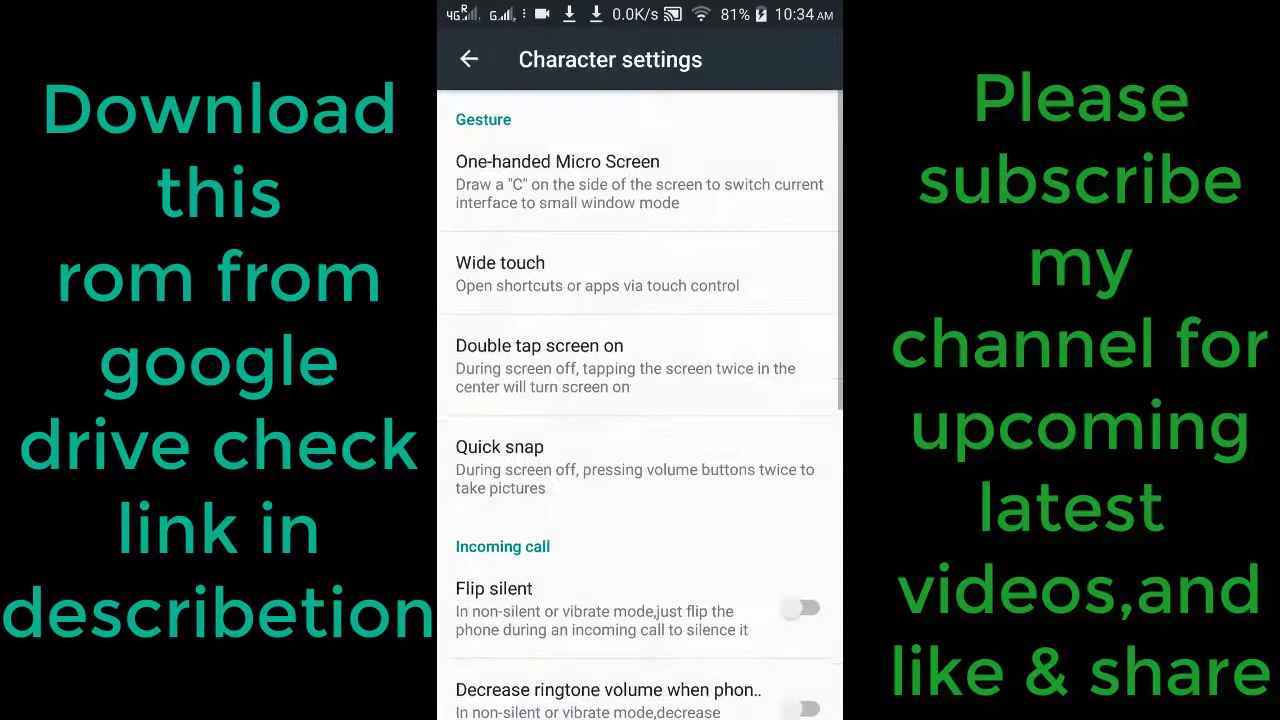 Download
this
rom from
google
drive check
link in
describetion
4G R G 0.0K/s 81% 10:34 AM
Character settings
Gesture
One-handed Micro Screen
Draw a "C" on the side of the screen to switch current
interface to small window mode
Wide touch
Open shortcuts or apps via touch control
Double tap screen on
During screen off, tapping the screen twice in the
center will turn screen on
Quick snap
During screen off, pressing volume buttons twice to
take pictures
Incoming call
Flip silent
In non-silent or vibrate mode,just flip the
phone during an incoming call to silence it
Decrease ringtone volume when phon..
In non-silent or vibrate mode,decrease
Please
subscribe
my
channel for
upcoming
latest
videos,and
like & share